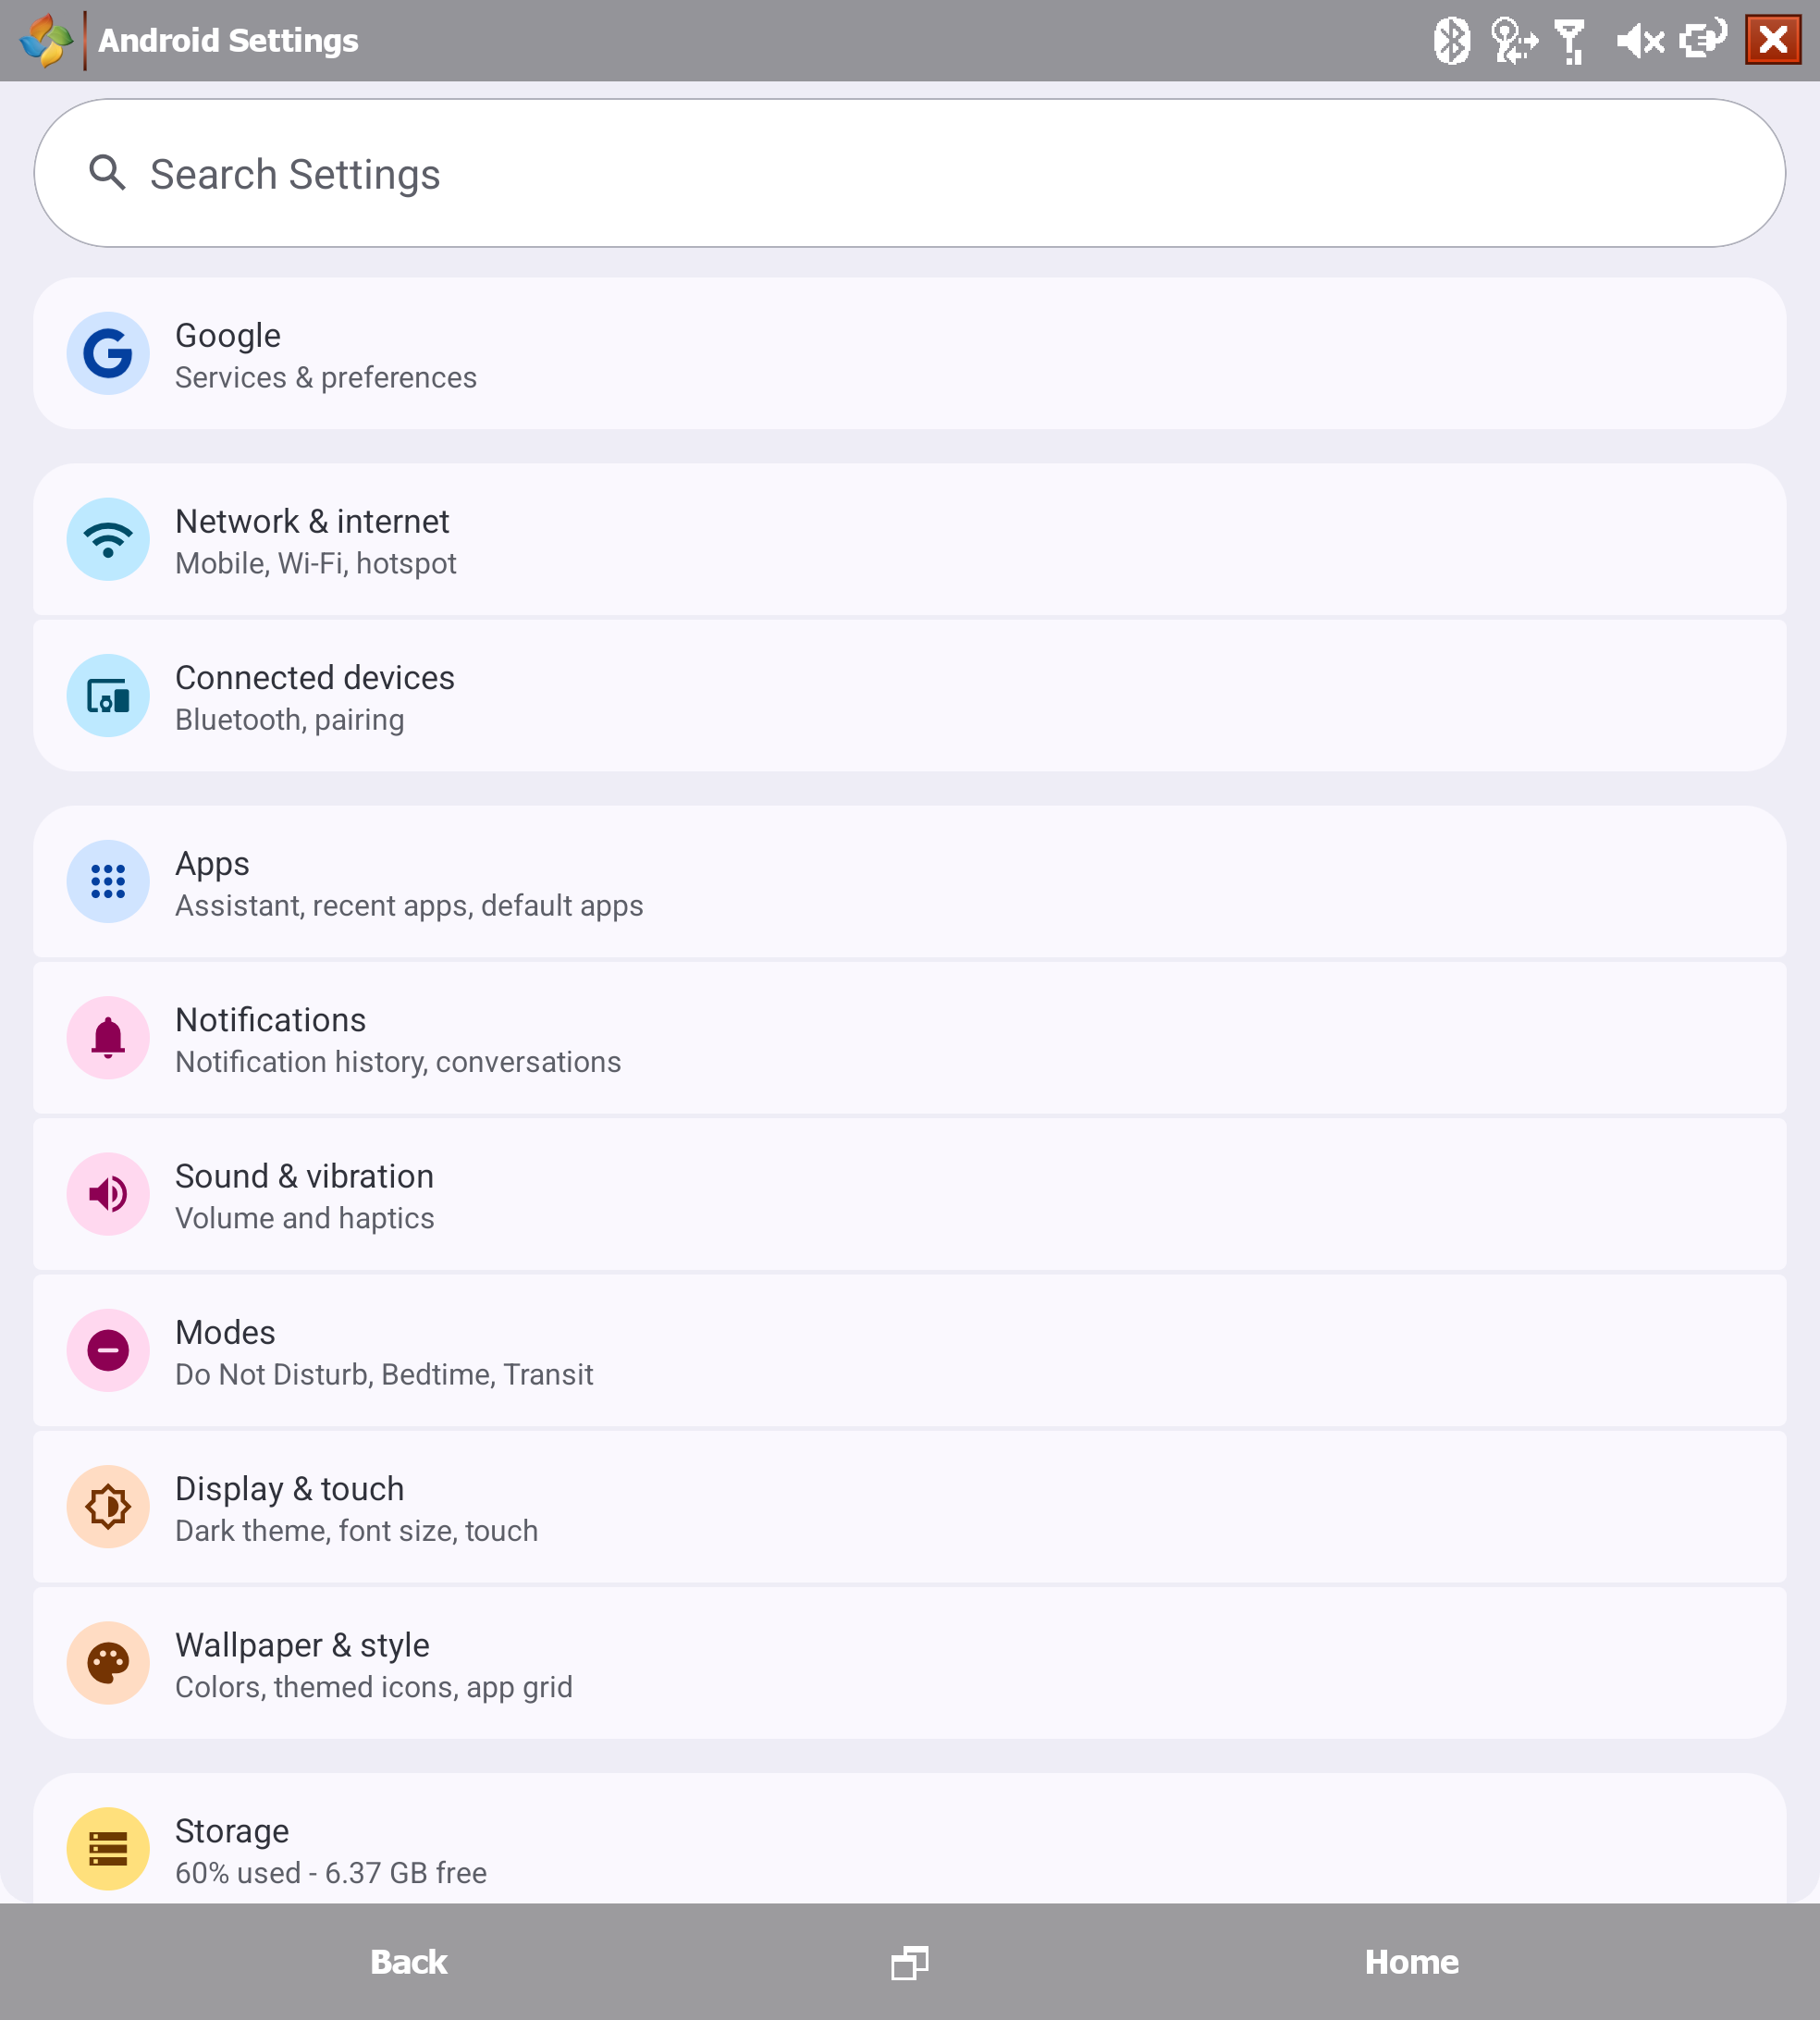 Android Settings
Search Settings
Google
Services & preferences
Network & internet
Mobile, Wi-Fi, hotspot
Connected devices
Bluetooth, pairing
Apps
Assistant, recent apps, default apps
Notifications
Notification history, conversations
Sound & vibration
Volume and haptics
Modes
Do Not Disturb, Bedtime, Transit
Display & touch
Dark theme, font size, touch
Wallpaper & style
Colors, themed icons, app grid
Storage
60% used - 6.37 GB free
Back
Home